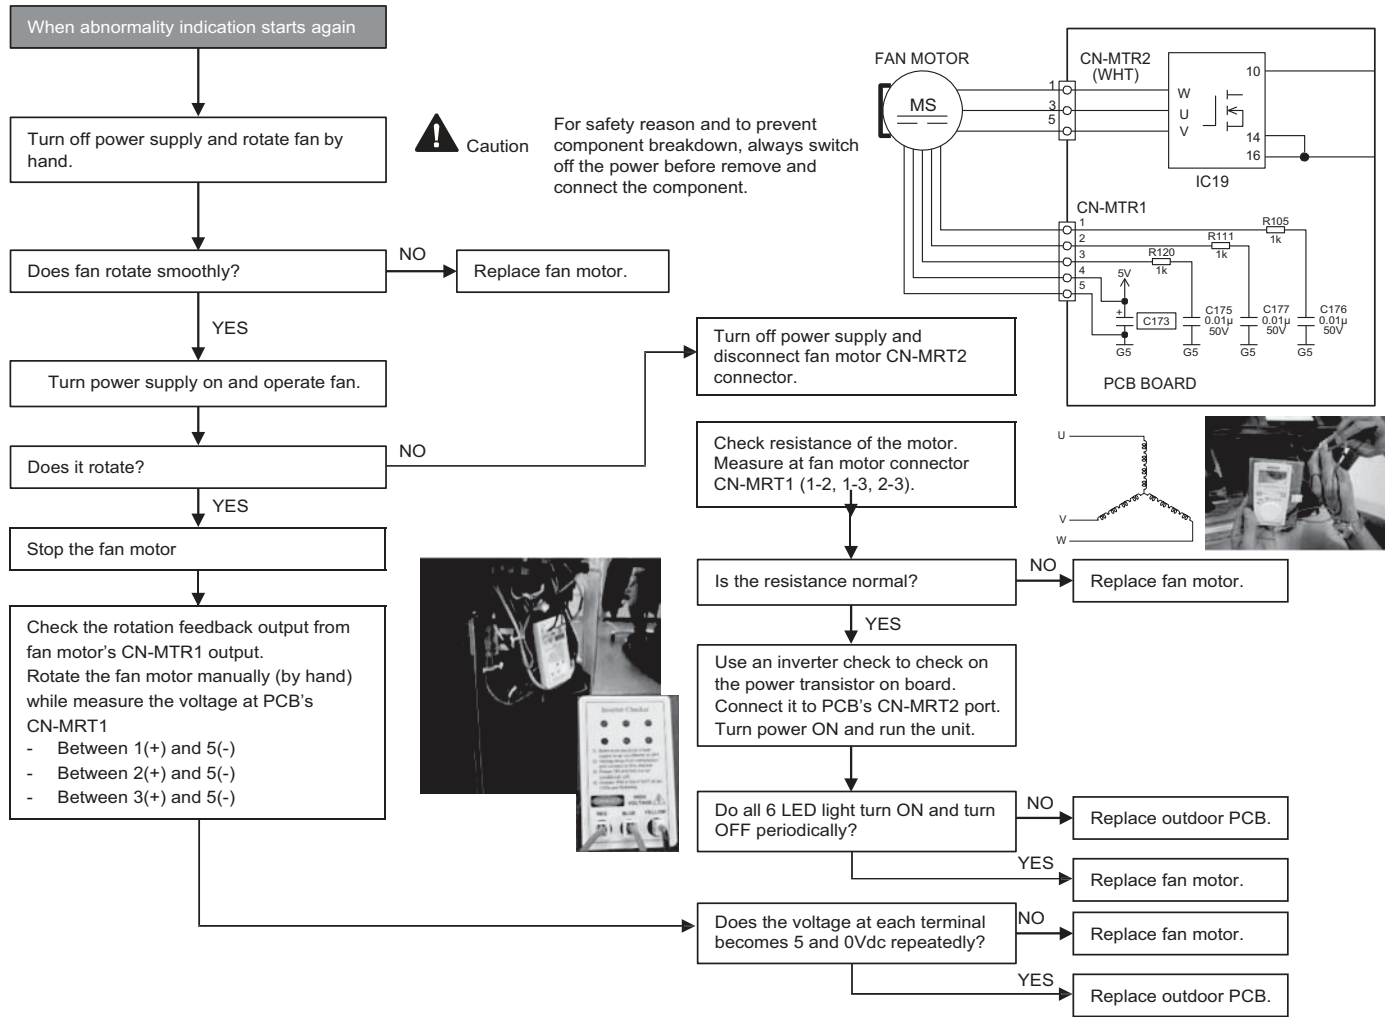 When abnormality indication starts again
Turn off power supply and rotate fan by
hand.
Caution
For safety reason and to prevent
component breakdown, always switch
off the power before remove and
connect the component.
Does fan rotate smoothly?
NO
Replace fan motor.
YES
Turn power supply on and operate fan.
Does it rotate?
NO
YES
Stop the fan motor
Check the rotation feedback output from
fan motor's CN-MTR1 output.
Rotate the fan motor manually (by hand)
while measure the voltage at PCB's
CN-MRT1
- Between 1(+) and 5(-)
- Between 2(+) and 5(-)
- Between 3(+) and 5(-)
Turn off power supply and
disconnect fan motor CN-MRT2
connector.
Check resistance of the motor.
Measure at fan motor connector
CN-MRT1 (1-2, 1-3, 2-3).
Is the resistance normal?
NO
Replace fan motor.
YES
Use an inverter check to check on
the power transistor on board.
Connect it to PCB's CN-MRT2 port.
Turn power ON and run the unit.
Do all 6 LED light turn ON and turn
OFF periodically?
NO
Replace outdoor PCB.
YES
Replace fan motor.
Does the voltage at each terminal
becomes 5 and 0Vdc repeatedly?
NO
Replace fan motor.
YES
Replace outdoor PCB.
FAN MOTOR
MS
CN-MTR2
(WHT)
1
3
5
W
U
V
10
14
16
IC19
CN-MTR1
1
2
3
4
5
R105
1k
R111
1k
R120
1k
5V
+
C173
C175
0.01µ
50V
C177
0.01µ
50V
C176
0.01µ
50V
G5
G5
G5
G5
PCB BOARD
U
V
W
Inverter Checker
HIGH
VOLTAGE
RED
BLUE
YELLOW